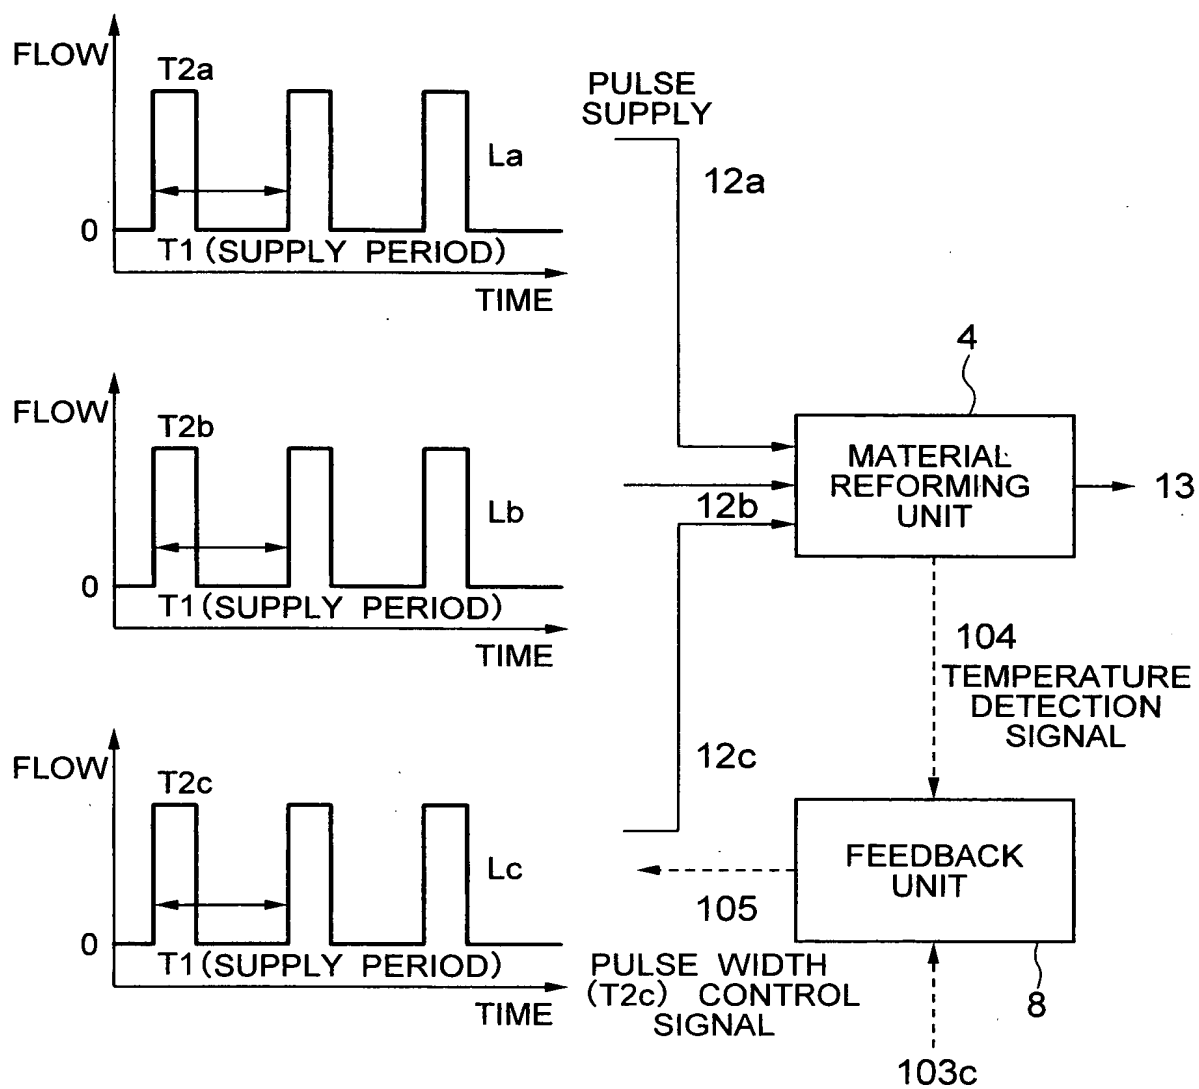 FLOW
T2a
La
0
T1 (SUPPLY PERIOD)
TIME
PULSE
SUPPLY
12a
FLOW
T2b
Lb
0
T1 (SUPPLY PERIOD)
TIME
12b
4
MATERIAL
REFORMING
UNIT
13
104
TEMPERATURE
DETECTION
SIGNAL
FLOW
T2c
Lc
0
T1 (SUPPLY PERIOD)
TIME
12c
FEEDBACK
UNIT
105
PULSE WIDTH
(T2c) CONTROL
SIGNAL
8
103c